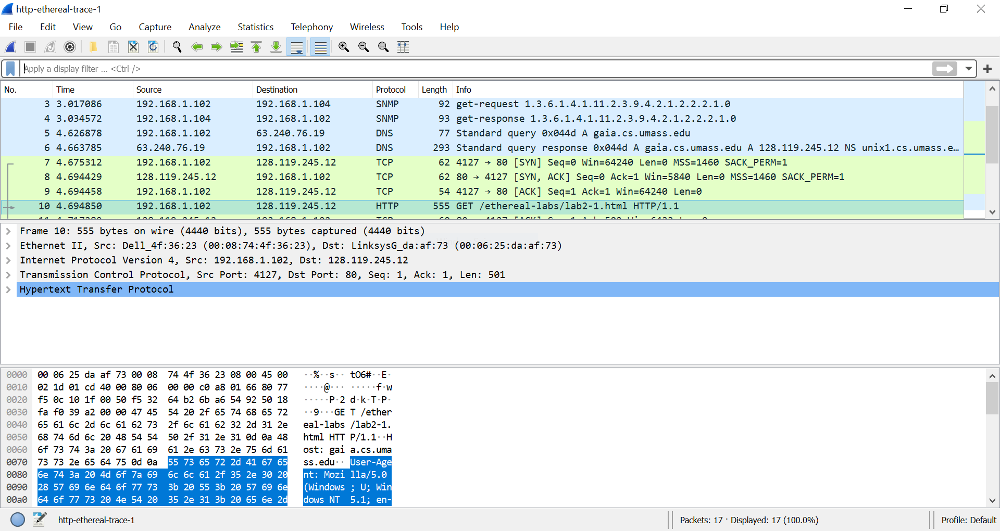 http-ethereal-trace-1
File Edit View Go Capture Analyze Statistics Telephony Wireless Tools Help
Apply a display filter ... <Ctrl-/>
No. Time Source Destination Protocol Length Info
3 3.017086 192.168.1.102 192.168.1.104 SNMP 92 get-request 1.3.6.1.4.1.11.2.3.9.4.2.1.2.2.2.1.0
4 3.034572 192.168.1.104 192.168.1.102 SNMP 93 get-response 1.3.6.1.4.1.11.2.3.9.4.2.1.2.2.2.1.0
5 4.626878 192.168.1.102 63.240.76.19 DNS 77 Standard query 0x044d A gaia.cs.umass.edu
6 4.663785 63.240.76.19 192.168.1.102 DNS 293 Standard query response 0x044d A gaia.cs.umass.edu A 128.119.245.12 NS unix1.cs.umass.e…
7 4.675312 192.168.1.102 128.119.245.12 TCP 62 4127 → 80 [SYN] Seq=0 Win=64240 Len=0 MSS=1460 SACK_PERM=1
8 4.694429 128.119.245.12 192.168.1.102 TCP 62 80 → 4127 [SYN, ACK] Seq=0 Ack=1 Win=5840 Len=0 MSS=1460 SACK_PERM=1
9 4.694458 192.168.1.102 128.119.245.12 TCP 54 4127 → 80 [ACK] Seq=1 Ack=1 Win=64240 Len=0
10 4.694850 192.168.1.102 128.119.245.12 HTTP 555 GET /ethereal-labs/lab2-1.html HTTP/1.1
Frame 10: 555 bytes on wire (4440 bits), 555 bytes captured (4440 bits)
Ethernet II, Src: Dell_4f:36:23 (00:08:74:4f:36:23), Dst: LinksysG_da:af:73 (00:06:25:da:af:73)
Internet Protocol Version 4, Src: 192.168.1.102, Dst: 128.119.245.12
Transmission Control Protocol, Src Port: 4127, Dst Port: 80, Seq: 1, Ack: 1, Len: 501
Hypertext Transfer Protocol
0000 00 06 25 da af 73 00 08 74 4f 36 23 08 00 45 00 ··%··s·· tO6#··E·
0010 02 1d 01 cd 40 00 80 06 00 00 c0 a8 01 66 80 77 ····@··· ·····f·w
0020 f5 0c 10 1f 00 50 f5 32 64 b2 6b a6 54 92 50 18 ·····P·2 d·k·T·P·
0030 fa f0 39 a2 00 00 47 45 54 20 2f 65 74 68 65 72 ··9···GE T /ether
0040 65 61 6c 2d 6c 61 62 73 2f 6c 61 62 32 2d 31 2e eal-labs /lab2-1.
0050 68 74 6d 6c 20 48 54 54 50 2f 31 2e 31 0d 0a 48 html HTT P/1.1··H
0060 6f 73 74 3a 20 67 61 69 61 2e 63 73 2e 75 6d 61 ost: gai a.cs.uma
0070 73 73 2e 65 64 75 0d 0a 55 73 65 72 2d 41 67 65 ss.edu·· User-Age
0080 6e 74 3a 20 4d 6f 7a 69 6c 6c 61 2f 35 2e 30 20 nt: Mozi lla/5.0
0090 28 57 69 6e 64 6f 77 73 3b 20 55 3b 20 57 69 6e (Windows ; U; Win
00a0 64 6f 77 73 20 4e 54 20 35 2e 31 3b 20 65 6e 2d dows NT 5.1; en-
http-ethereal-trace-1 Packets: 17 · Displayed: 17 (100.0%) Profile: Default